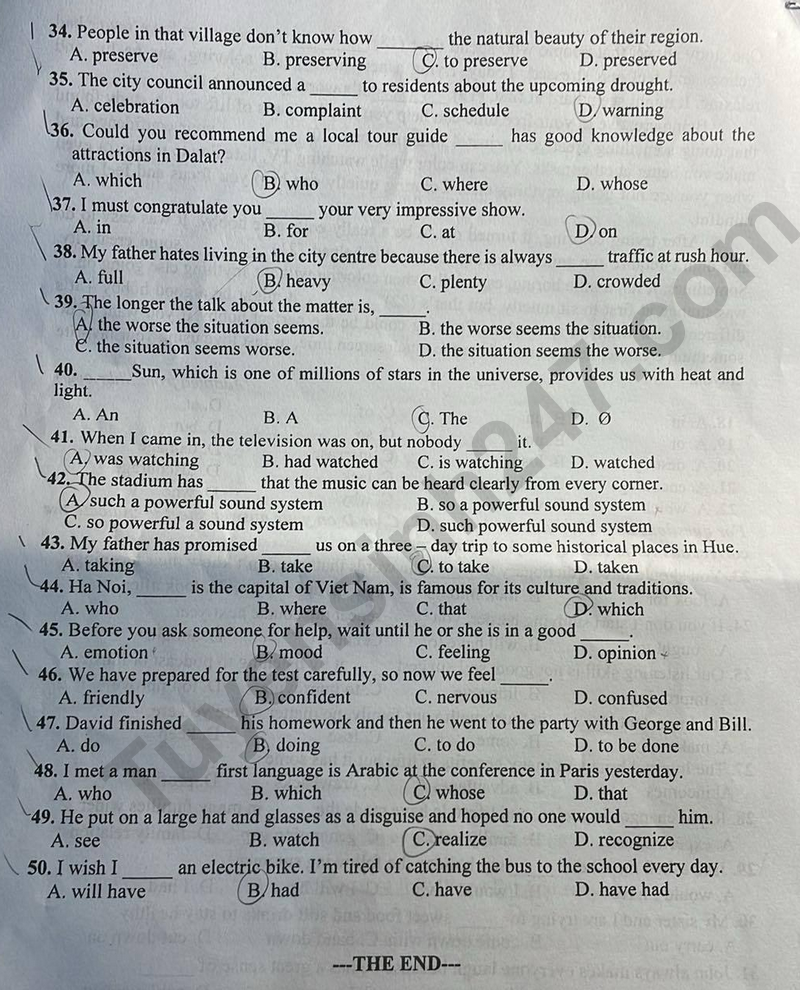 34. People in that village don't know how ______ the natural beauty of their region.
A. preserve B. preserving C. to preserve D. preserved
35. The city council announced a _____ to residents about the upcoming drought.
A. celebration B. complaint C. schedule D. warning
36. Could you recommend me a local tour guide _____ has good knowledge about the
attractions in Dalat?
A. which B. who C. where D. whose
37. I must congratulate you _____ your very impressive show.
A. in B. for C. at D. on
38. My father hates living in the city centre because there is always _____ traffic at rush hour.
A. full B. heavy C. plenty D. crowded
39. The longer the talk about the matter is, _____.
A. the worse the situation seems. B. the worse seems the situation.
C. the situation seems worse. D. the situation seems the worse.
40. _____Sun, which is one of millions of stars in the universe, provides us with heat and
light.
A. An B. A C. The D. Ø
41. When I came in, the television was on, but nobody _____ it.
A. was watching B. had watched C. is watching D. watched
42. The stadium has _____ that the music can be heard clearly from every corner.
A. such a powerful sound system B. so a powerful sound system
C. so powerful a sound system D. such powerful sound system
43. My father has promised _____ us on a three – day trip to some historical places in Hue.
A. taking B. take C. to take D. taken
44. Ha Noi, _____ is the capital of Viet Nam, is famous for its culture and traditions.
A. who B. where C. that D. which
45. Before you ask someone for help, wait until he or she is in a good _____.
A. emotion B. mood C. feeling D. opinion
46. We have prepared for the test carefully, so now we feel _____.
A. friendly B. confident C. nervous D. confused
47. David finished _____ his homework and then he went to the party with George and Bill.
A. do B. doing C. to do D. to be done
48. I met a man _____ first language is Arabic at the conference in Paris yesterday.
A. who B. which C. whose D. that
49. He put on a large hat and glasses as a disguise and hoped no one would _____ him.
A. see B. watch C. realize D. recognize
50. I wish I _____ an electric bike. I'm tired of catching the bus to the school every day.
A. will have B. had C. have D. have had
---THE END---
Tuyensinh247.com